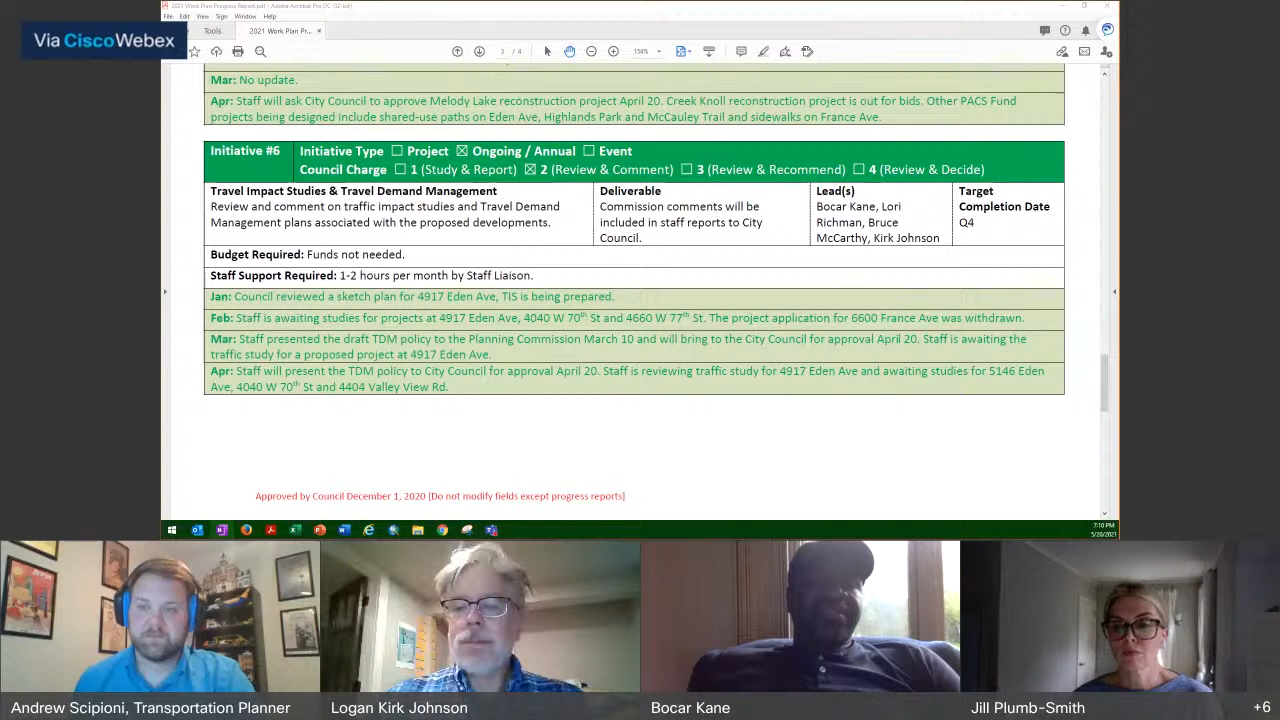 2021 Work Plan Progress Report.pdf - Adobe Acrobat Pro DC (32-bit)
File Edit View Sign Window Help
Via Cisco Webex
Tools 2021 Work Plan Pr... ×
3 / 4 154%
Mar: No update.
Apr: Staff will ask City Council to approve Melody Lake reconstruction project April 20. Creek Knoll reconstruction project is out for bids. Other PACS Fund
projects being designed include shared-use paths on Eden Ave, Highlands Park and McCauley Trail and sidewalks on France Ave.
Initiative #6 Initiative Type ☐ Project ☒ Ongoing / Annual ☐ Event
Council Charge ☐ 1 (Study & Report) ☒ 2 (Review & Comment) ☐ 3 (Review & Recommend) ☐ 4 (Review & Decide)
Travel Impact Studies & Travel Demand Management
Review and comment on traffic impact studies and Travel Demand
Management plans associated with the proposed developments.
Deliverable
Commission comments will be
included in staff reports to City
Council.
Lead(s)
Bocar Kane, Lori
Richman, Bruce
McCarthy, Kirk Johnson
Target
Completion Date
Q4
Budget Required: Funds not needed.
Staff Support Required: 1-2 hours per month by Staff Liaison.
Jan: Council reviewed a sketch plan for 4917 Eden Ave, TIS is being prepared.
Feb: Staff is awaiting studies for projects at 4917 Eden Ave, 4040 W 70th St and 4660 W 77th St. The project application for 6600 France Ave was withdrawn.
Mar: Staff presented the draft TDM policy to the Planning Commission March 10 and will bring to the City Council for approval April 20. Staff is awaiting the
traffic study for a proposed project at 4917 Eden Ave.
Apr: Staff will present the TDM policy to City Council for approval April 20. Staff is reviewing traffic study for 4917 Eden Ave and awaiting studies for 5146 Eden
Ave, 4040 W 70th St and 4404 Valley View Rd.
Approved by Council December 1, 2020 [Do not modify fields except progress reports]
7:10 PM
5/20/2021
Andrew Scipioni, Transportation Planner
Logan Kirk Johnson
Bocar Kane
Jill Plumb-Smith
+6